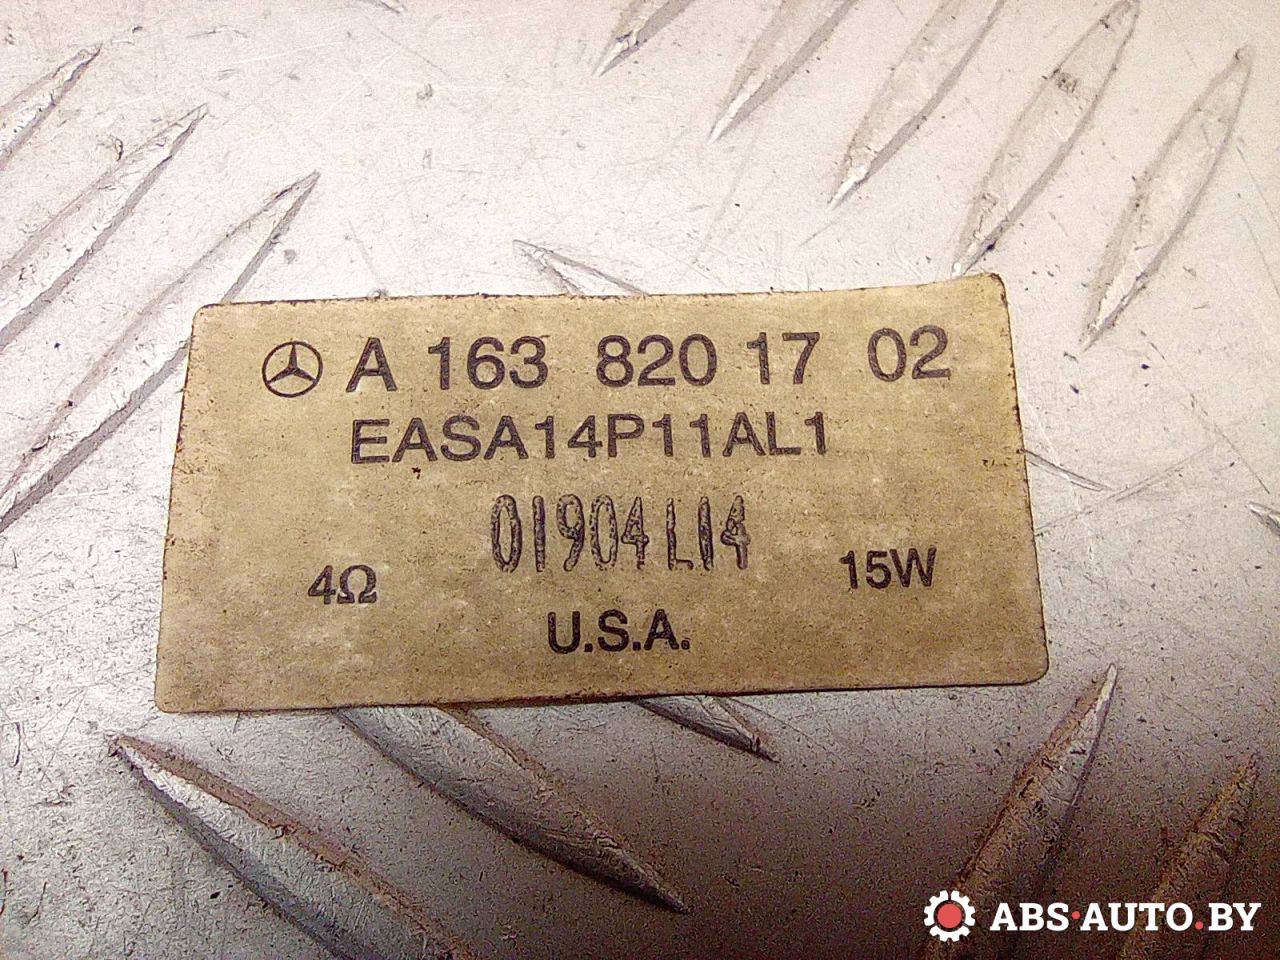 A 163 820 17 02
EASA14P11AL1
01904L14
4Ω 15W
U.S.A.
ABS·AUTO.BY